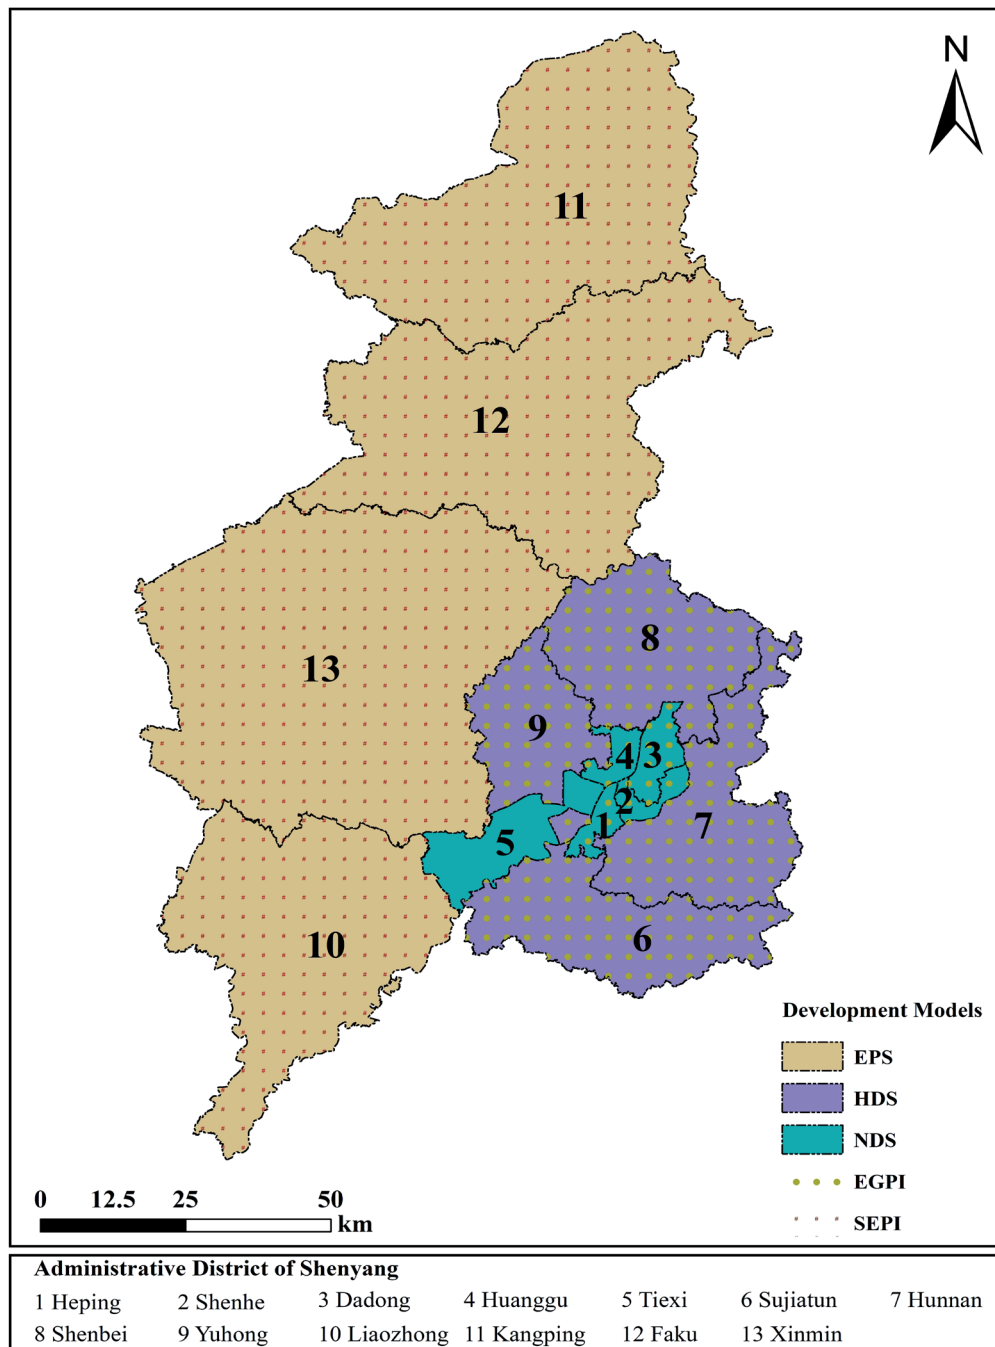 N
11
12
13
8
9
4
3
2
1
5
7
6
10
Development Models
EPS
HDS
NDS
EGPI
SEPI
0 12.5 25 50
km
Administrative District of Shenyang
1 Heping 2 Shenhe 3 Dadong 4 Huanggu 5 Tiexi 6 Sujiatun 7 Hunnan
8 Shenbei 9 Yuhong 10 Liaozhong 11 Kangping 12 Faku 13 Xinmin